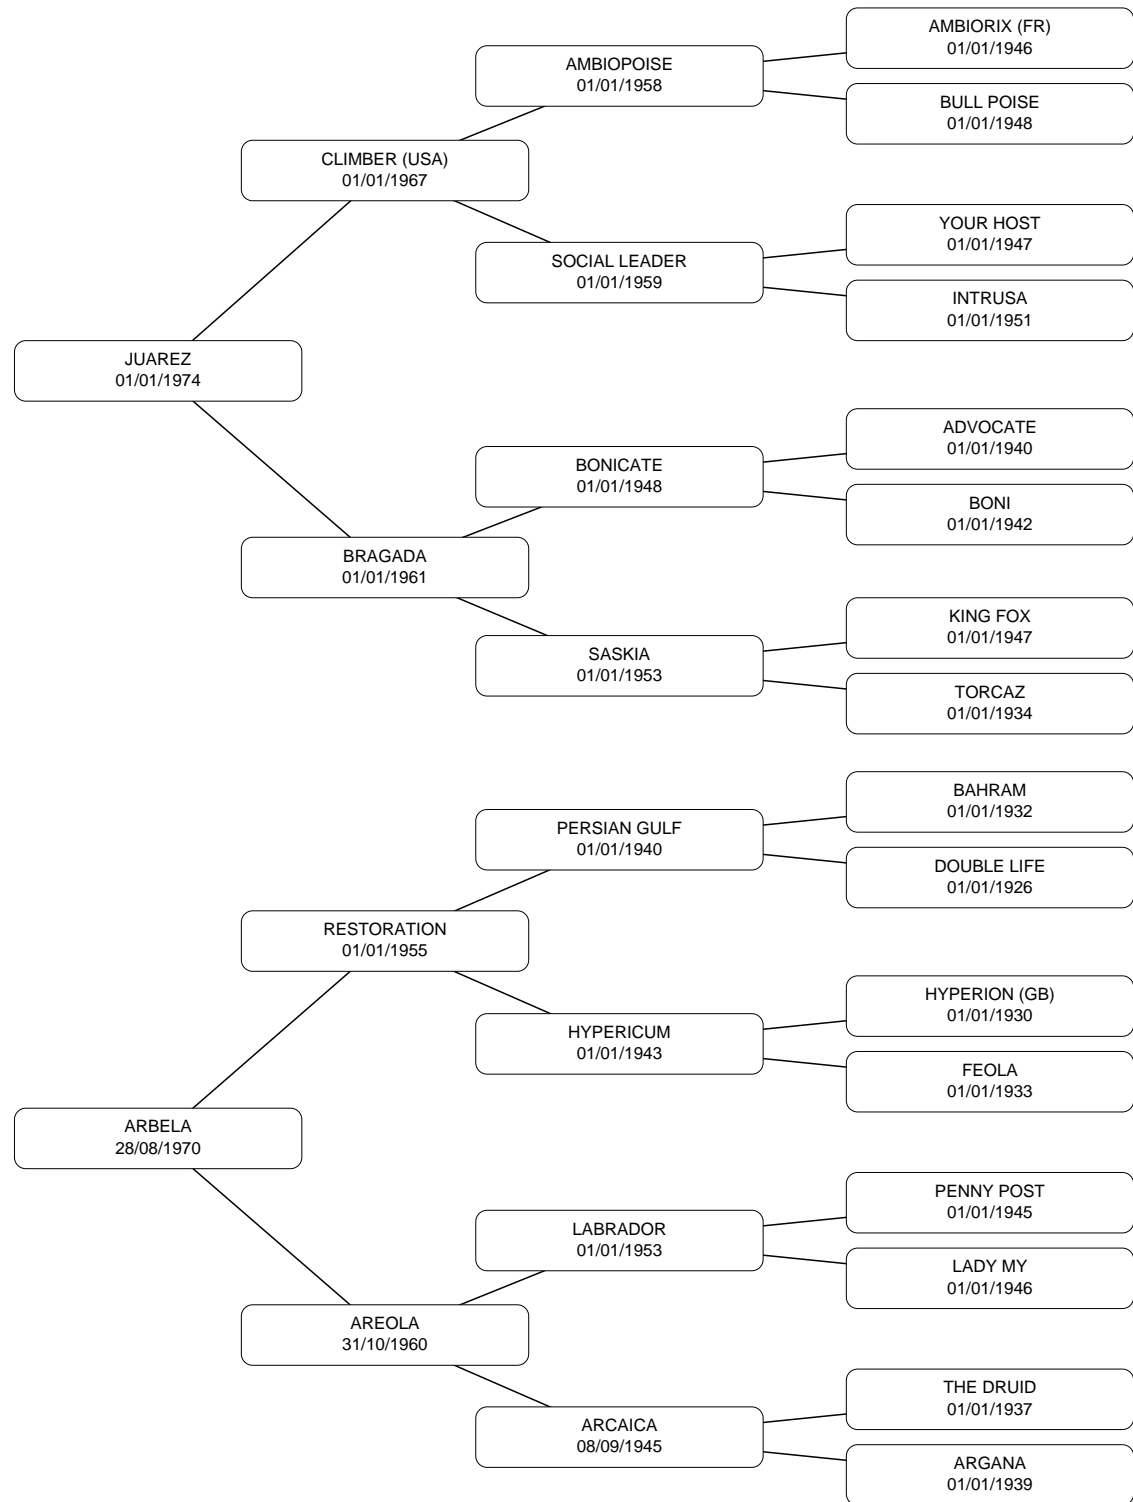 AMBIORIX (FR)
01/01/1946
AMBIOPOISE
01/01/1958
BULL POISE
01/01/1948
CLIMBER (USA)
01/01/1967
YOUR HOST
01/01/1947
SOCIAL LEADER
01/01/1959
INTRUSA
01/01/1951
JUAREZ
01/01/1974
ADVOCATE
01/01/1940
BONICATE
01/01/1948
BONI
01/01/1942
BRAGADA
01/01/1961
KING FOX
01/01/1947
SASKIA
01/01/1953
TORCAZ
01/01/1934
BAHRAM
01/01/1932
PERSIAN GULF
01/01/1940
DOUBLE LIFE
01/01/1926
RESTORATION
01/01/1955
HYPERION (GB)
01/01/1930
HYPERICUM
01/01/1943
FEOLA
01/01/1933
ARBELA
28/08/1970
PENNY POST
01/01/1945
LABRADOR
01/01/1953
LADY MY
01/01/1946
AREOLA
31/10/1960
THE DRUID
01/01/1937
ARCAICA
08/09/1945
ARGANA
01/01/1939